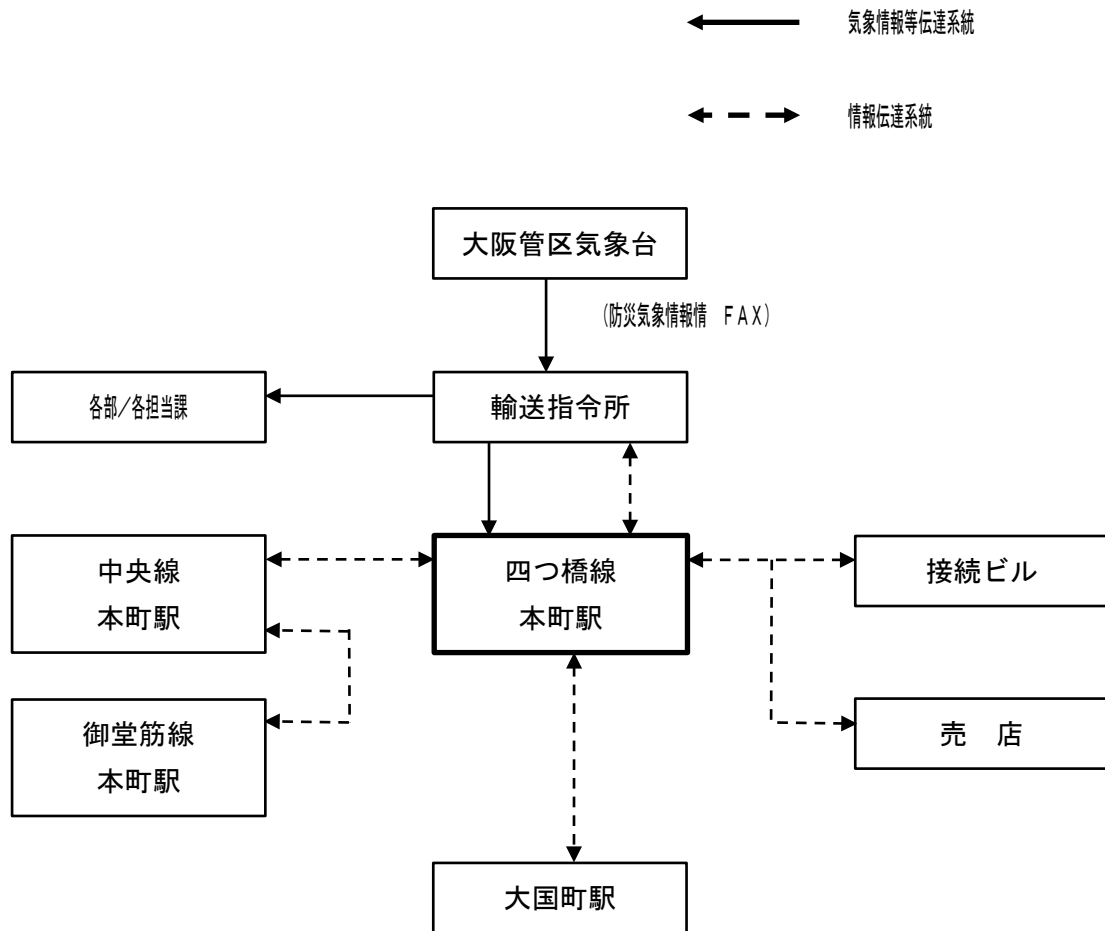 気象情報等伝達系統
情報伝達系統
大阪管区気象台
(防災気象情報情　ＦＡＸ)
各部／各担当課
輸送指令所
中央線
本町駅
四つ橋線
本町駅
接続ビル
御堂筋線
本町駅
売　店
大国町駅